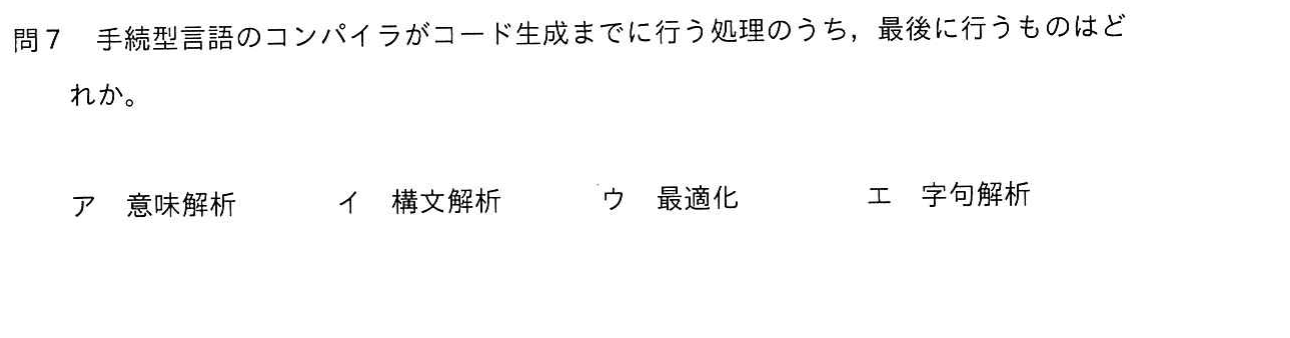 問7　手続型言語のコンパイラがコード生成までに行う処理のうち，最後に行うものはど
れか。
ア　意味解析　　　イ　構文解析　　　ウ　最適化　　　エ　字句解析